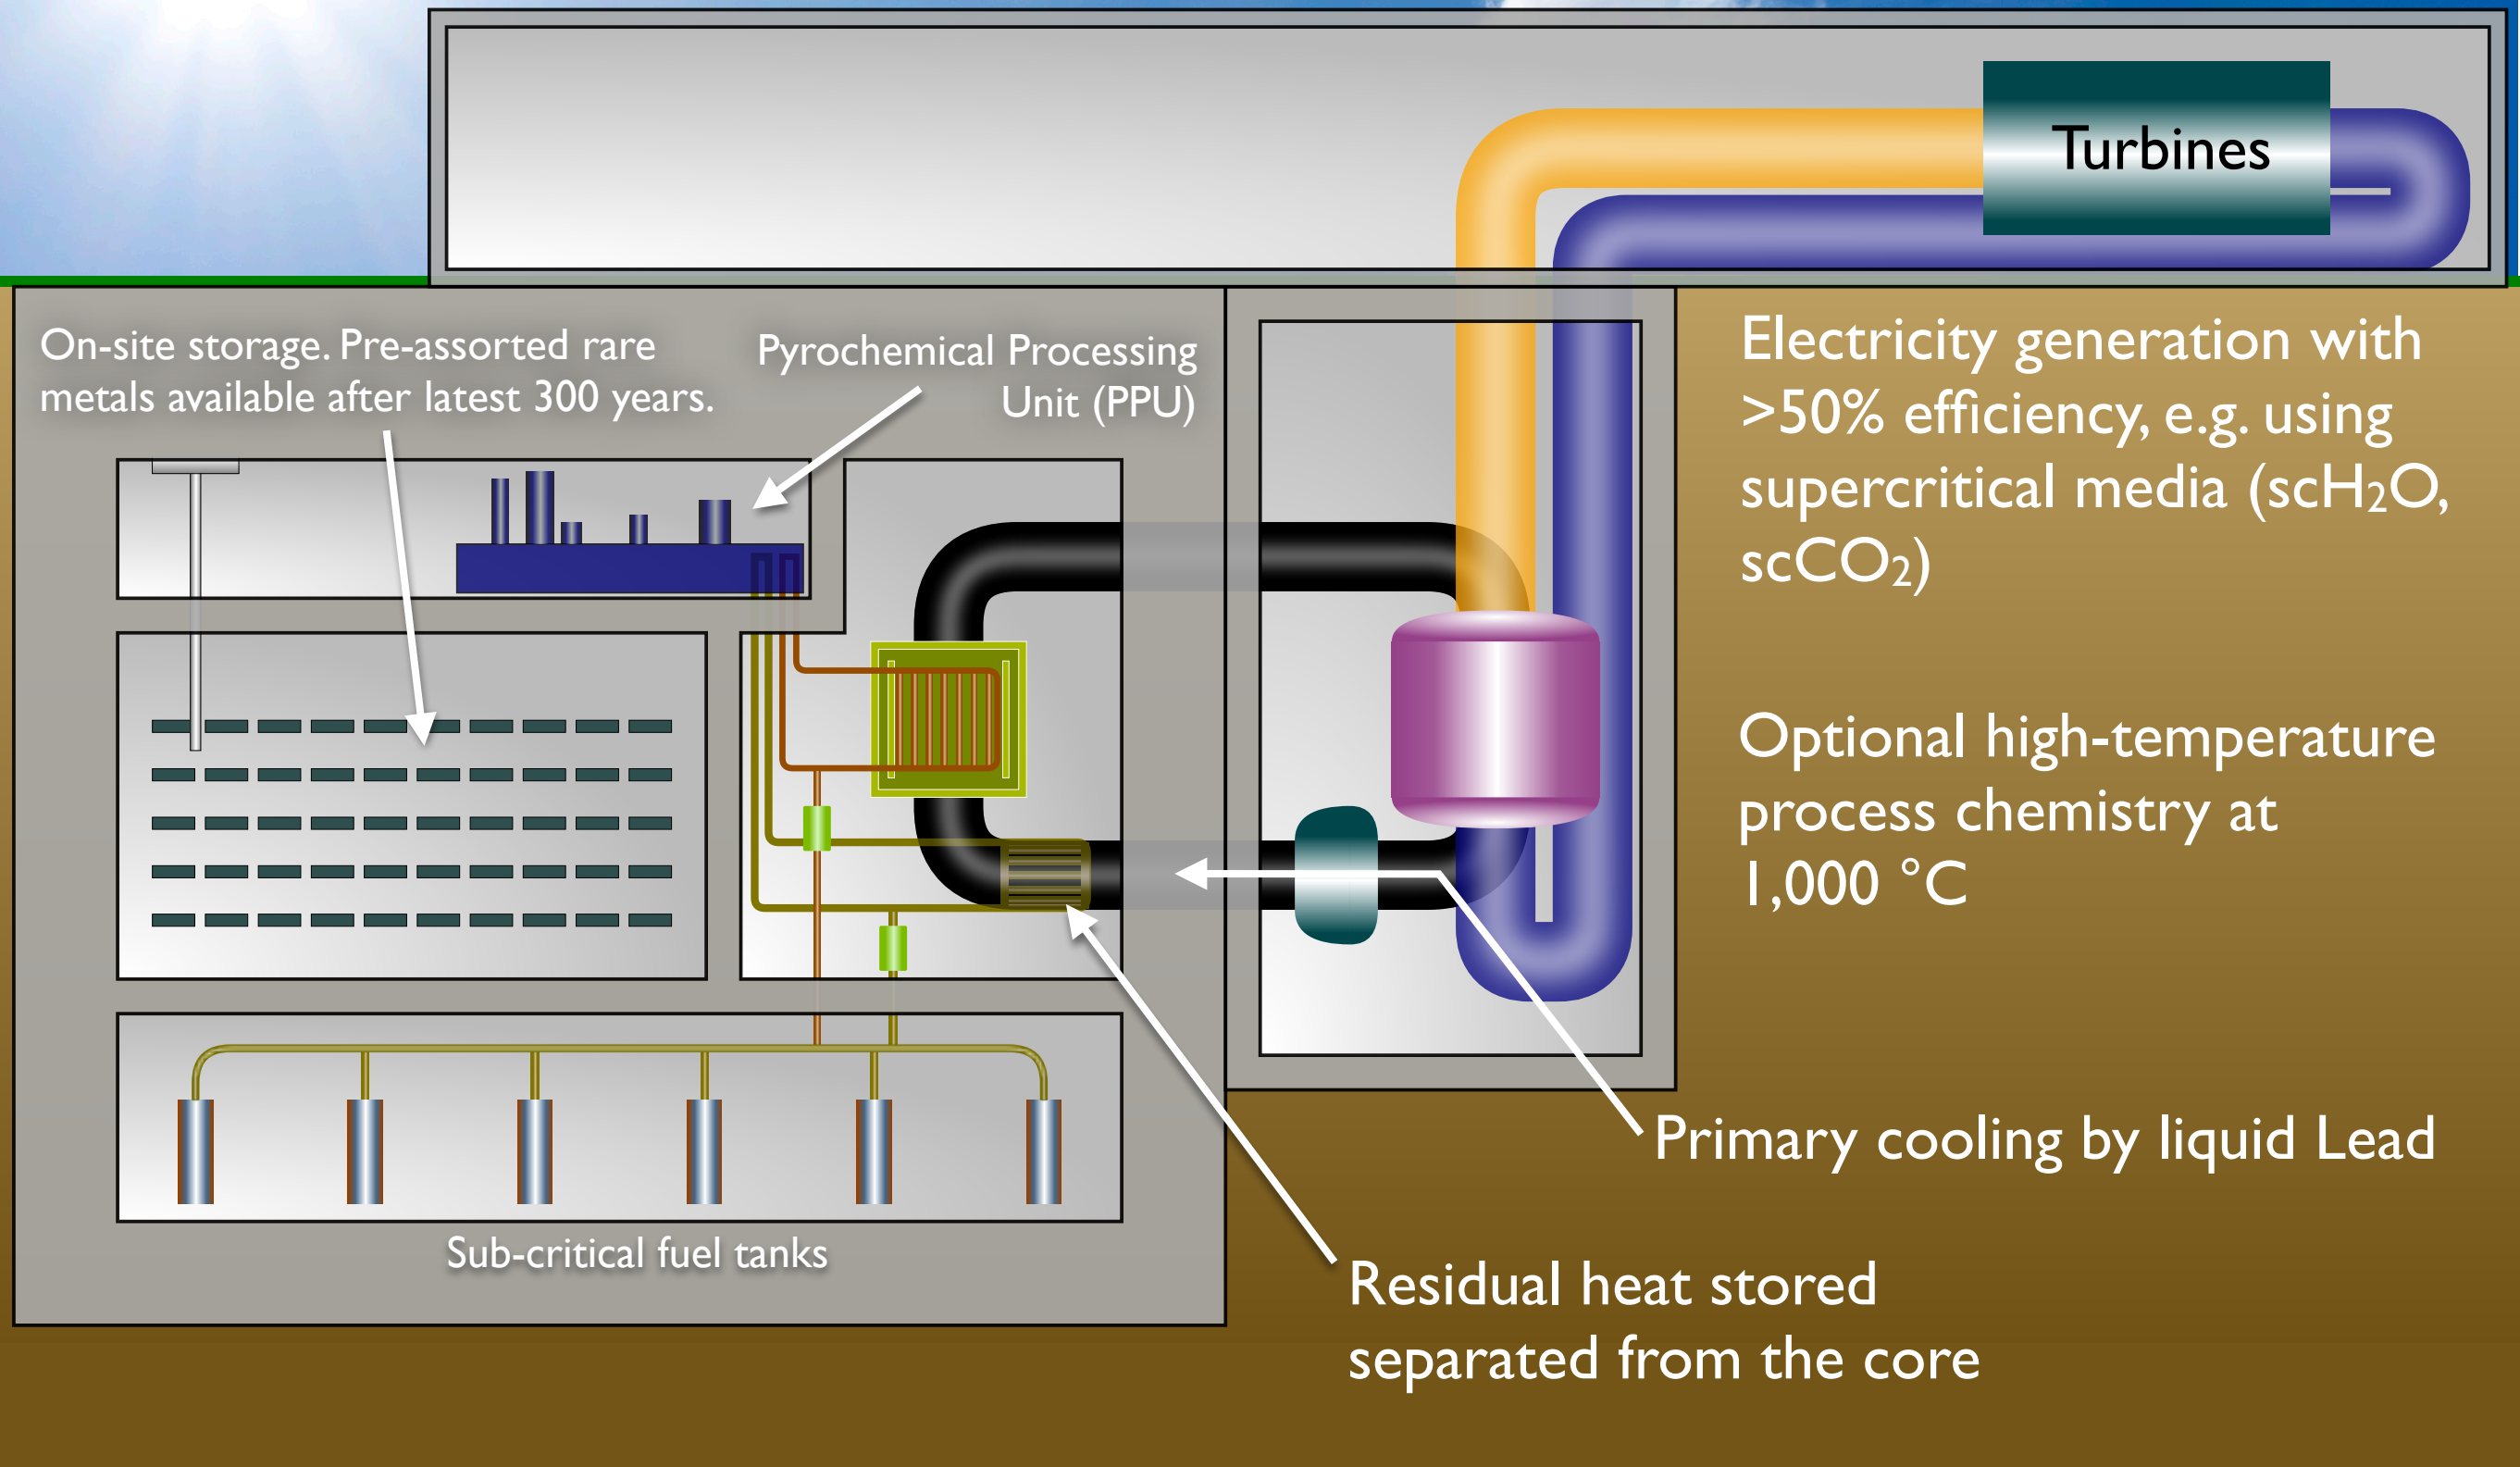 Turbines
On-site storage. Pre-assorted rare
metals available after latest 300 years.
Pyrochemical Processing
Unit (PPU)
Electricity generation with
>50% efficiency, e.g. using
supercritical media (scH₂O,
scCO₂)
Optional high-temperature
process chemistry at
1,000 °C
Primary cooling by liquid Lead
Sub-critical fuel tanks
Residual heat stored
separated from the core